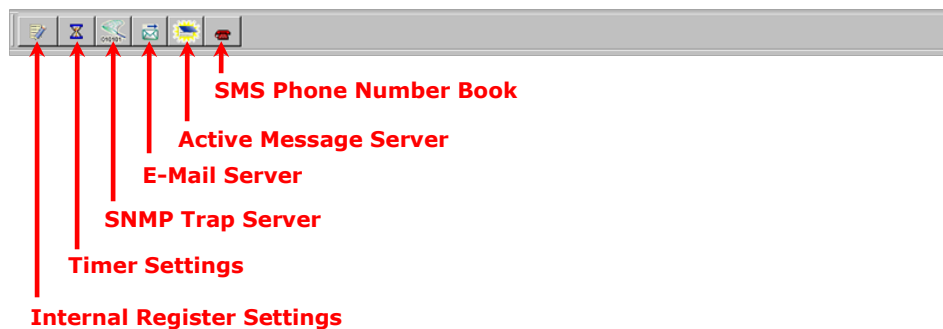 SMS Phone Number Book
Active Message Server
E-Mail Server
SNMP Trap Server
Timer Settings
Internal Register Settings